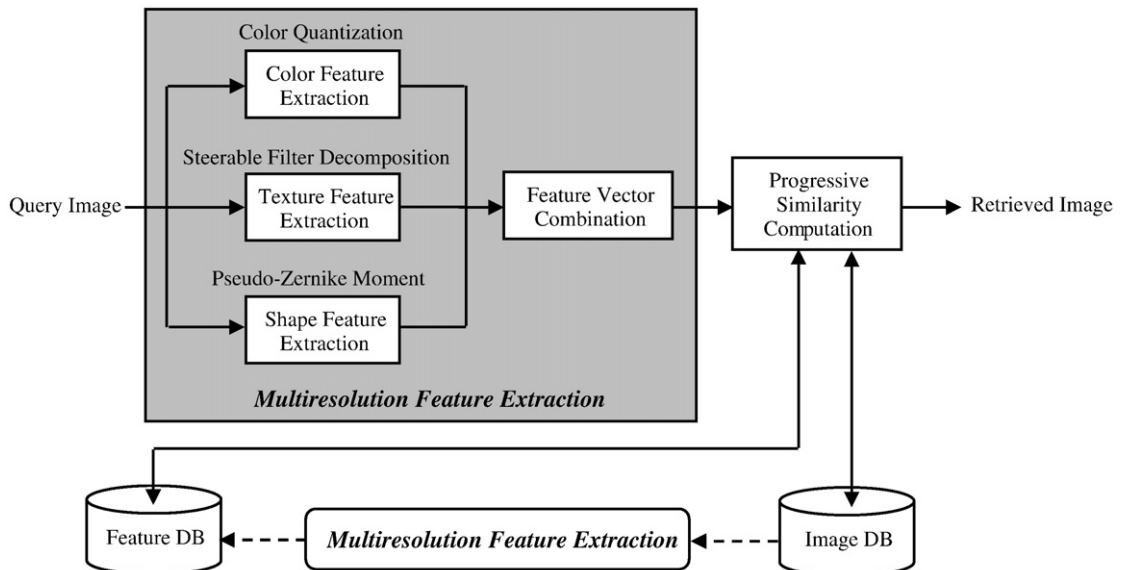 Color Quantization
Color Feature
Extraction
Steerable Filter Decomposition
Query Image
Texture Feature
Extraction
Feature Vector
Combination
Progressive
Similarity
Computation
Retrieved Image
Pseudo-Zernike Moment
Shape Feature
Extraction
Multiresolution Feature Extraction
Feature DB
Multiresolution Feature Extraction
Image DB